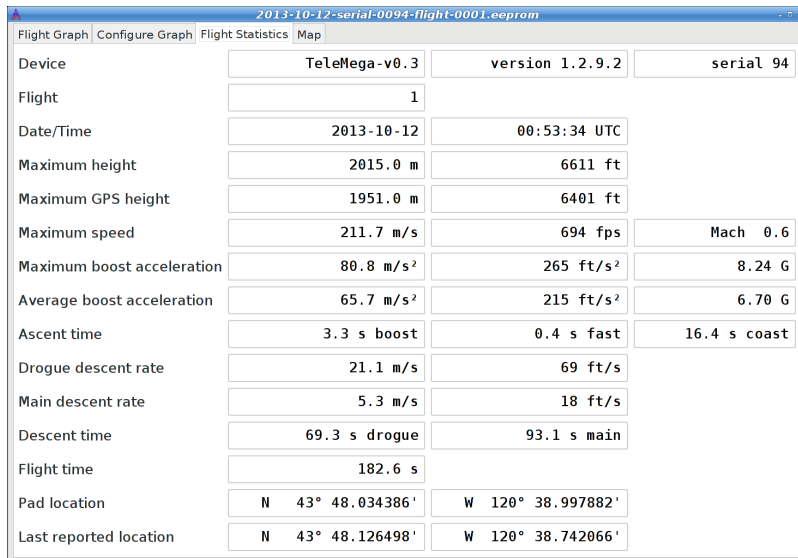 2013-10-12-serial-0094-flight-0001.eeprom
Flight Graph Configure Graph Flight Statistics Map
Device TeleMega-v0.3 version 1.2.9.2 serial 94
Flight 1
Date/Time 2013-10-12 00:53:34 UTC
Maximum height 2015.0 m 6611 ft
Maximum GPS height 1951.0 m 6401 ft
Maximum speed 211.7 m/s 694 fps Mach 0.6
Maximum boost acceleration 80.8 m/s² 265 ft/s² 8.24 G
Average boost acceleration 65.7 m/s² 215 ft/s² 6.70 G
Ascent time 3.3 s boost 0.4 s fast 16.4 s coast
Drogue descent rate 21.1 m/s 69 ft/s
Main descent rate 5.3 m/s 18 ft/s
Descent time 69.3 s drogue 93.1 s main
Flight time 182.6 s
Pad location N 43° 48.034386' W 120° 38.997882'
Last reported location N 43° 48.126498' W 120° 38.742066'